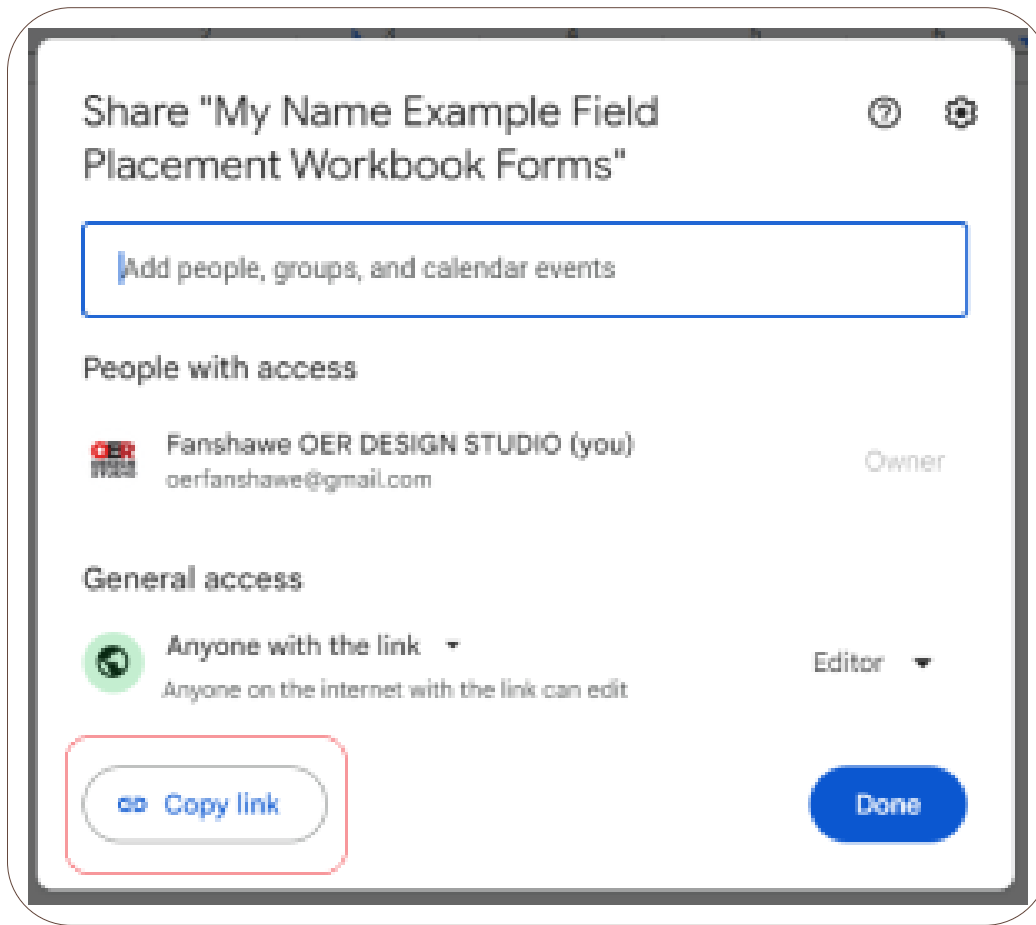 Share "My Name Example Field
Placement Workbook Forms"
Add people, groups, and calendar events
People with access
OER
Fanshawe OER DESIGN STUDIO (you)
oerfanshawe@gmail.com
Owner
General access
Anyone with the link
Anyone on the internet with the link can edit
Editor
Copy link
Done